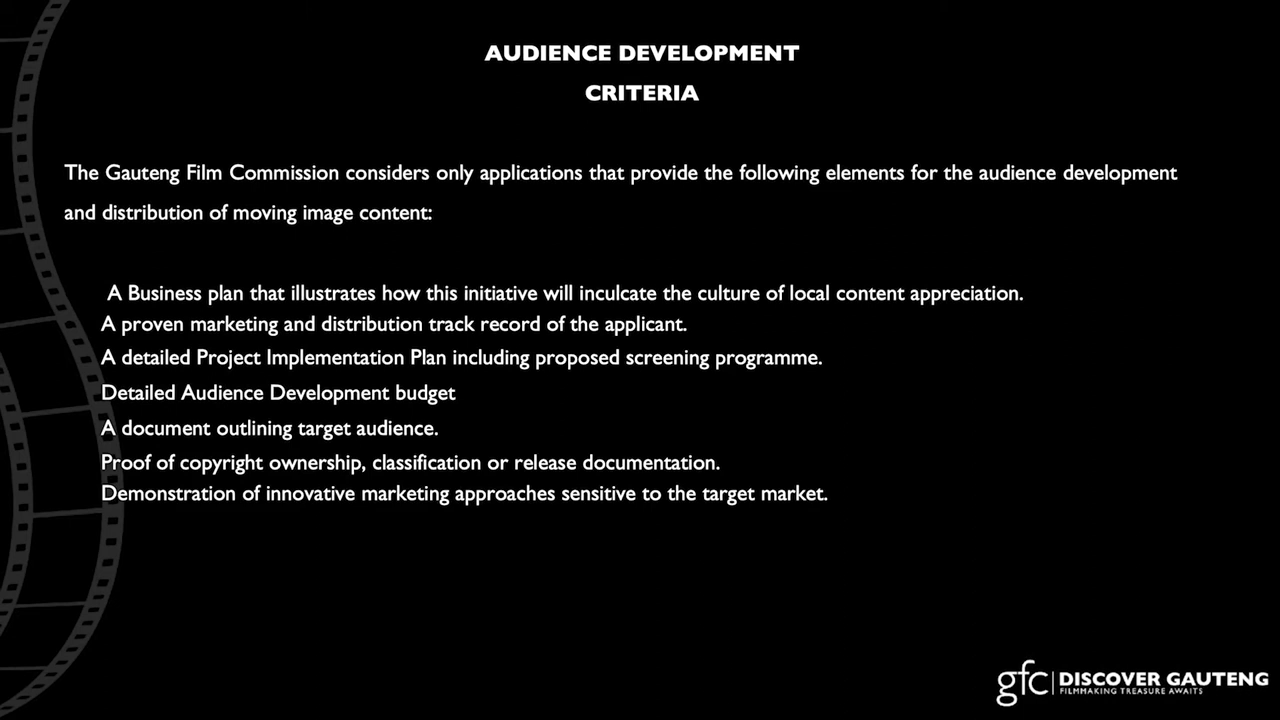 AUDIENCE DEVELOPMENT
CRITERIA
The Gauteng Film Commission considers only applications that provide the following elements for the audience development
and distribution of moving image content:
A Business plan that illustrates how this initiative will inculcate the culture of local content appreciation.
A proven marketing and distribution track record of the applicant.
A detailed Project Implementation Plan including proposed screening programme.
Detailed Audience Development budget
A document outlining target audience.
Proof of copyright ownership, classification or release documentation.
Demonstration of innovative marketing approaches sensitive to the target market.
gfc DISCOVER GAUTENG
FILMMAKING TREASURE AWAITS